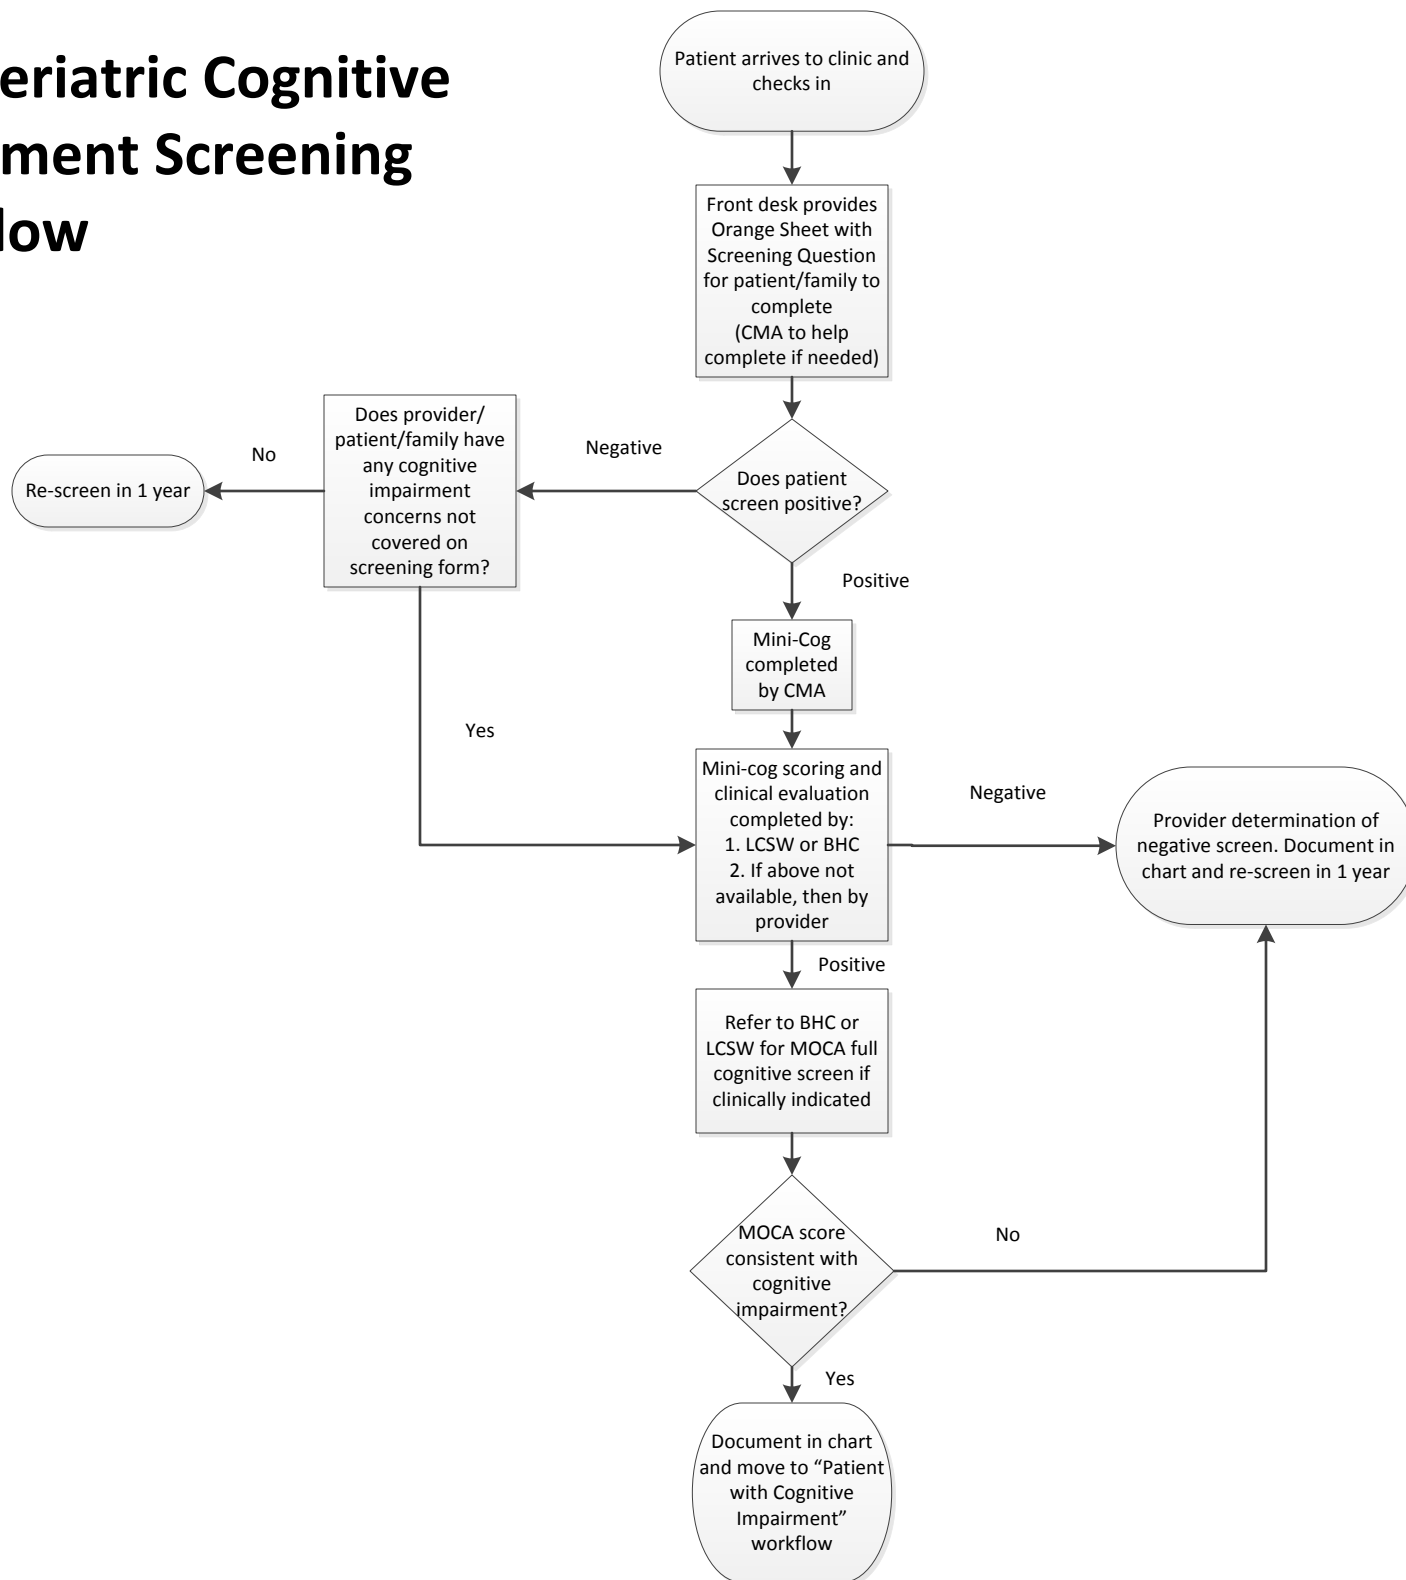 eriatric Cognitive
ment Screening
low
Patient arrives to clinic and
checks in
Front desk provides
Orange Sheet with
Screening Question
for patient/family to
complete
(CMA to help
complete if needed)
Does patient
screen positive?
Negative
Does provider/
patient/family have
any cognitive
impairment
concerns not
covered on
screening form?
No
Re-screen in 1 year
Positive
Mini-Cog
completed
by CMA
Yes
Mini-cog scoring and
clinical evaluation
completed by:
1. LCSW or BHC
2. If above not
available, then by
provider
Negative
Provider determination of
negative screen. Document in
chart and re-screen in 1 year
Positive
Refer to BHC or
LCSW for MOCA full
cognitive screen if
clinically indicated
MOCA score
consistent with
cognitive
impairment?
No
Yes
Document in chart
and move to “Patient
with Cognitive
Impairment”
workflow